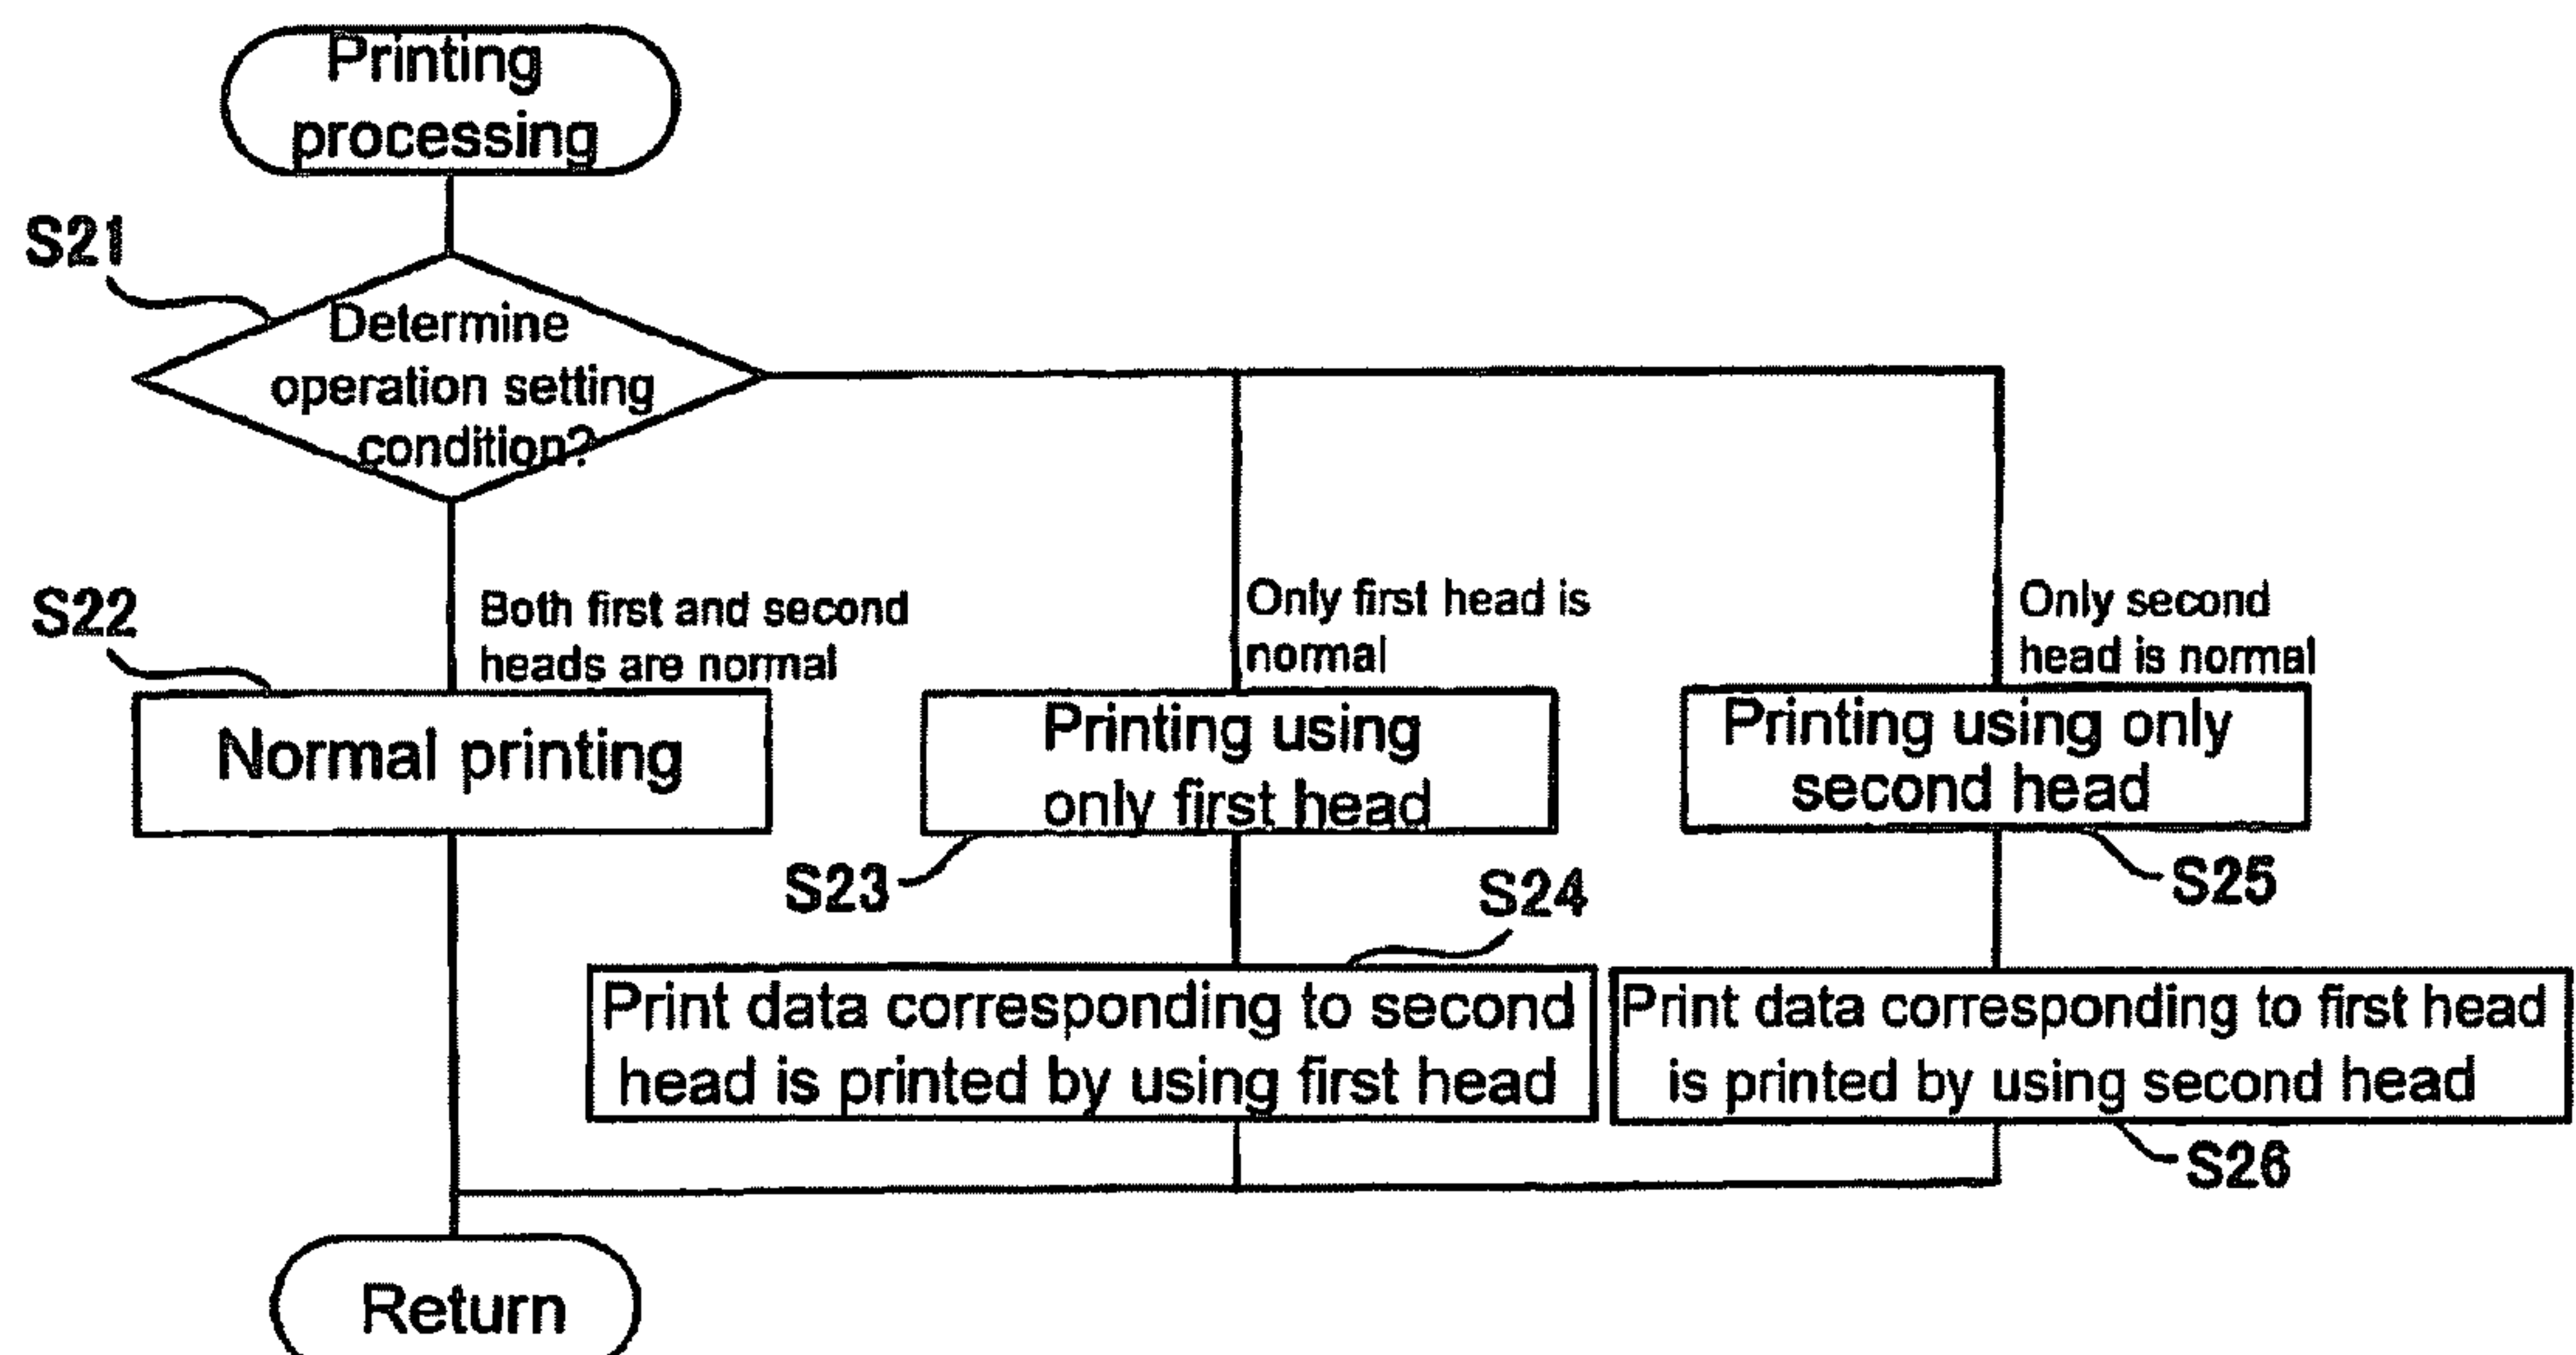 Printing
processing
S21
Determine
operation setting
condition?
S22
Both first and second
heads are normal
Only first head is
normal
Only second
head is normal
Normal printing
Printing using
only first head
Printing using only
second head
S23
S24
S25
Print data corresponding to second
head is printed by using first head
Print data corresponding to first head
is printed by using second head
S26
Return